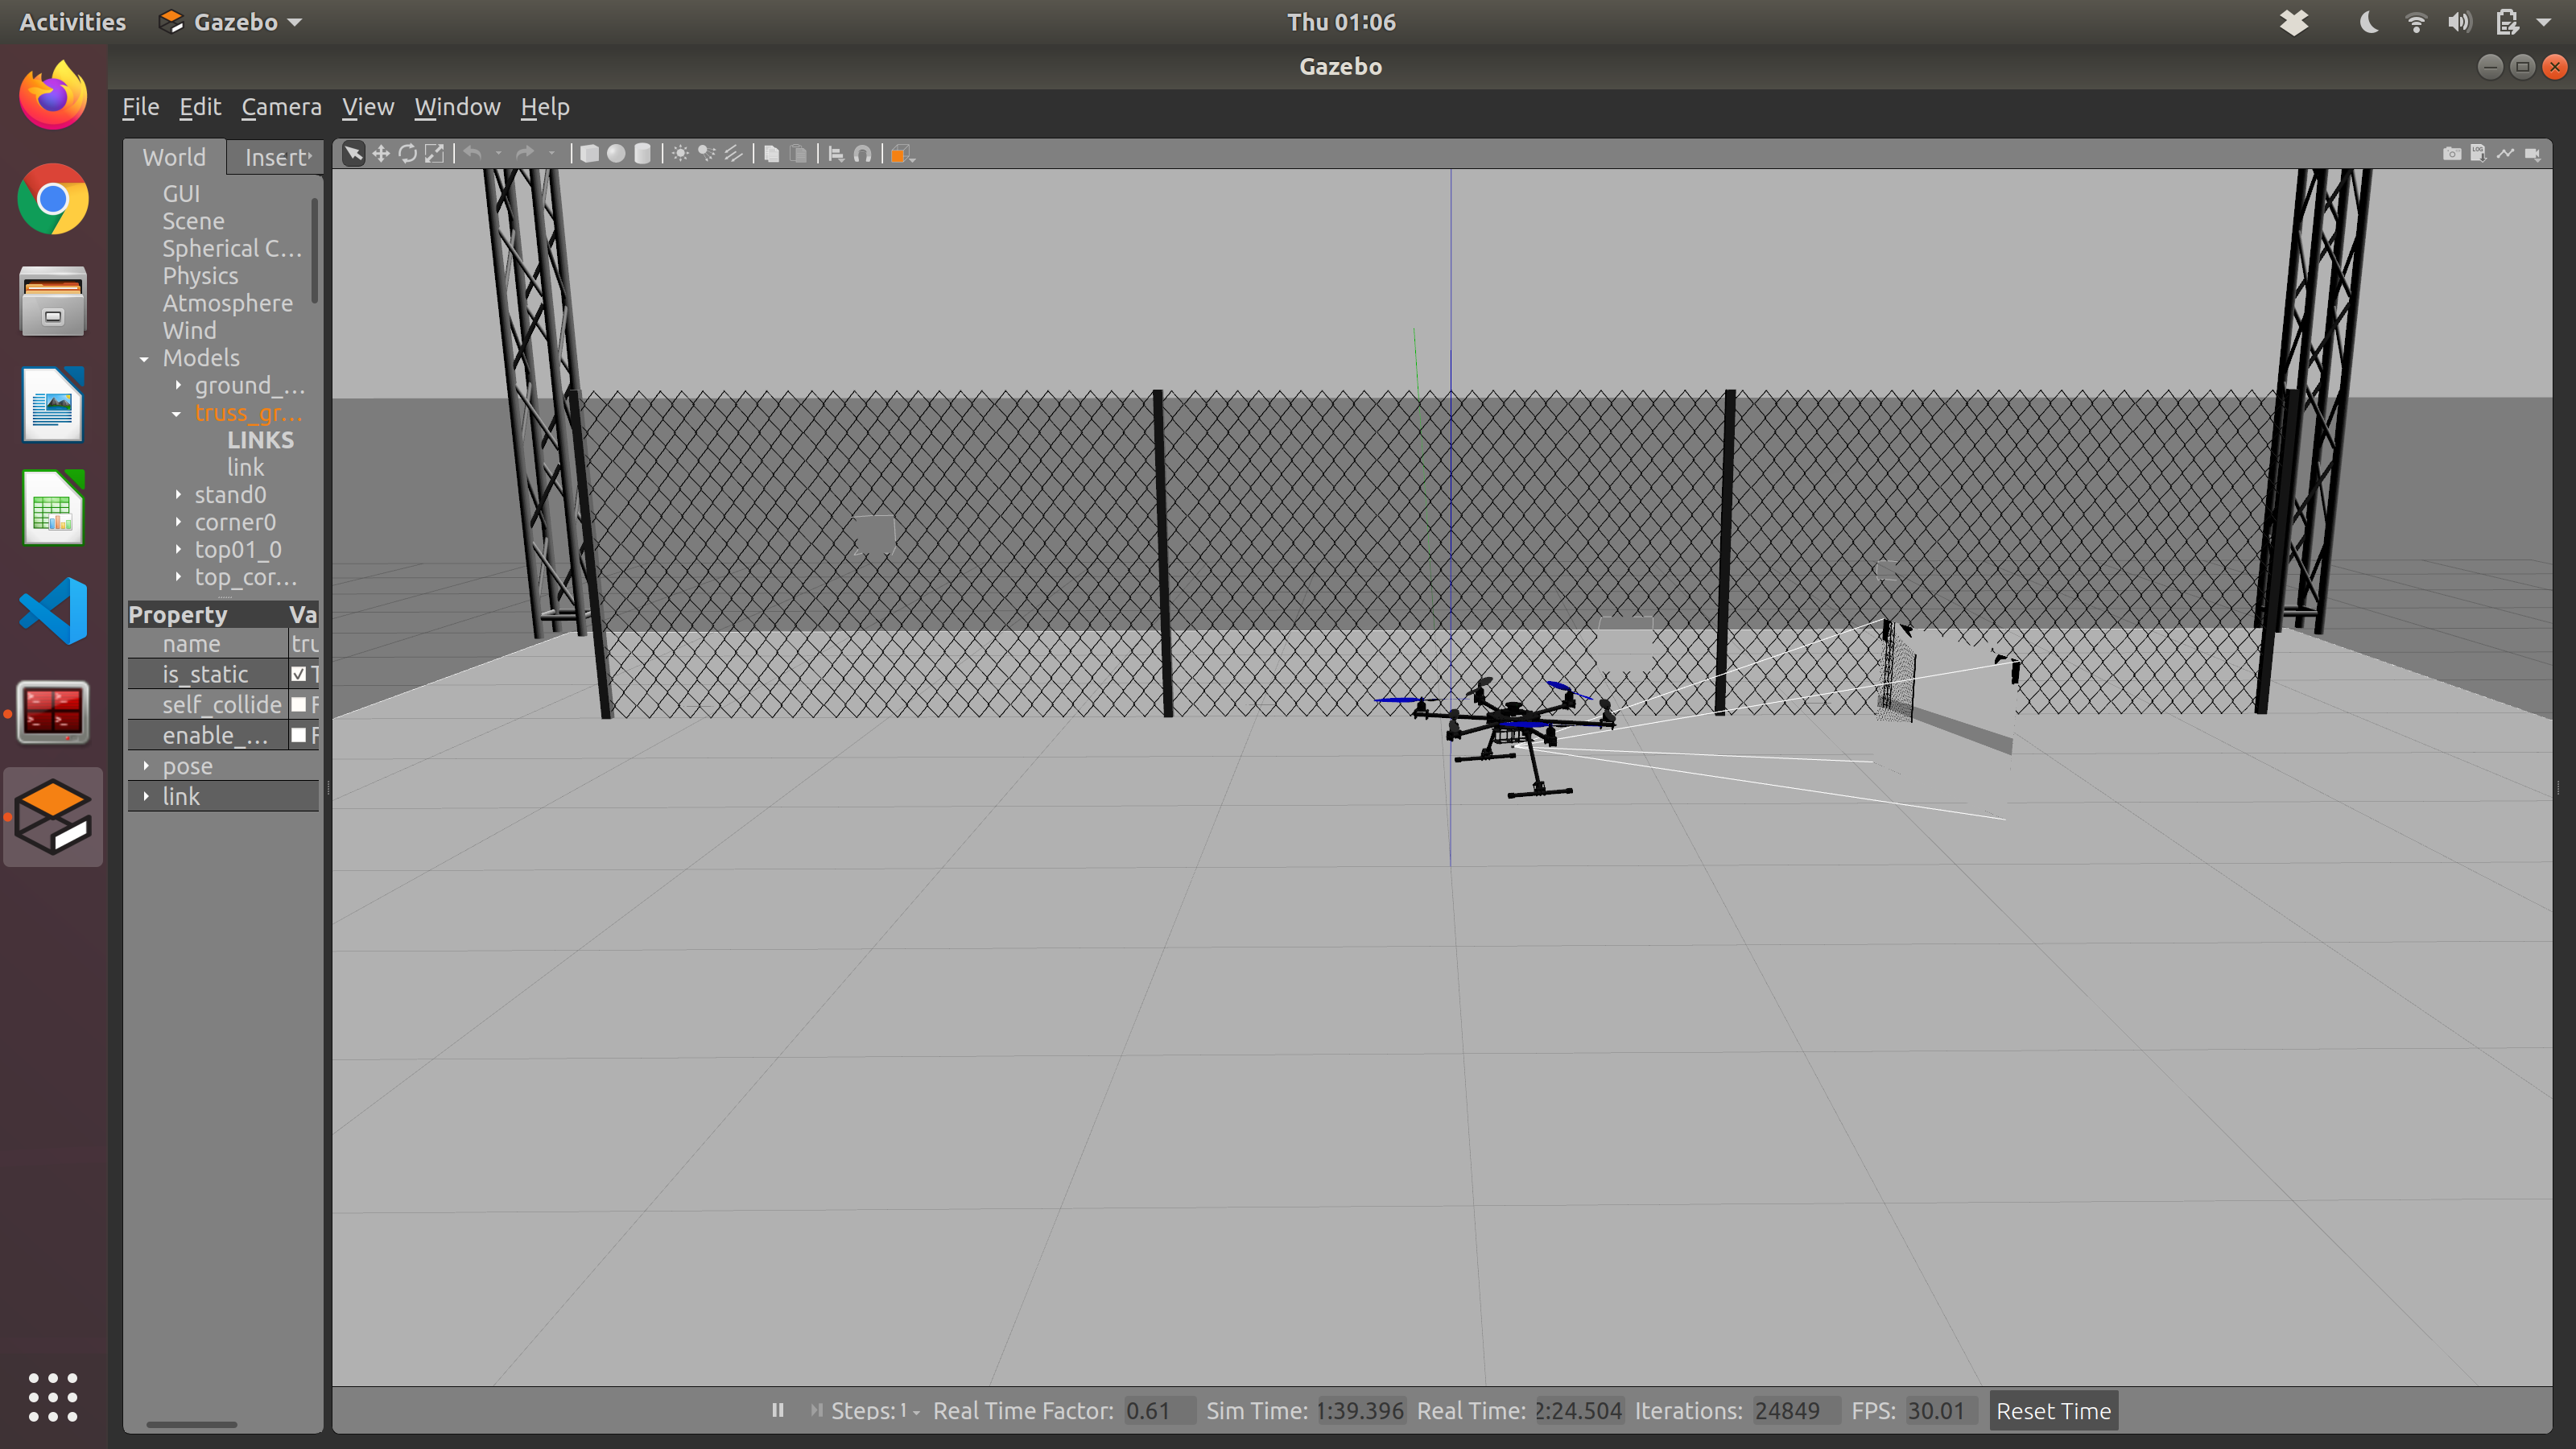 Activities Gazebo Thu 01:06
Gazebo
File Edit Camera View Window Help
World Insert
GUI
Scene
Spherical C...
Physics
Atmosphere
Wind
Models
ground_...
truss_gr...
LINKS
link
stand0
corner0
top01_0
top_cor...
Property Va
name tru
is_static T
self_collide F
enable_... F
pose
link
Steps: 1 Real Time Factor: 0.61 Sim Time: 1:39.396 Real Time: 2:24.504 Iterations: 24849 FPS: 30.01 Reset Time